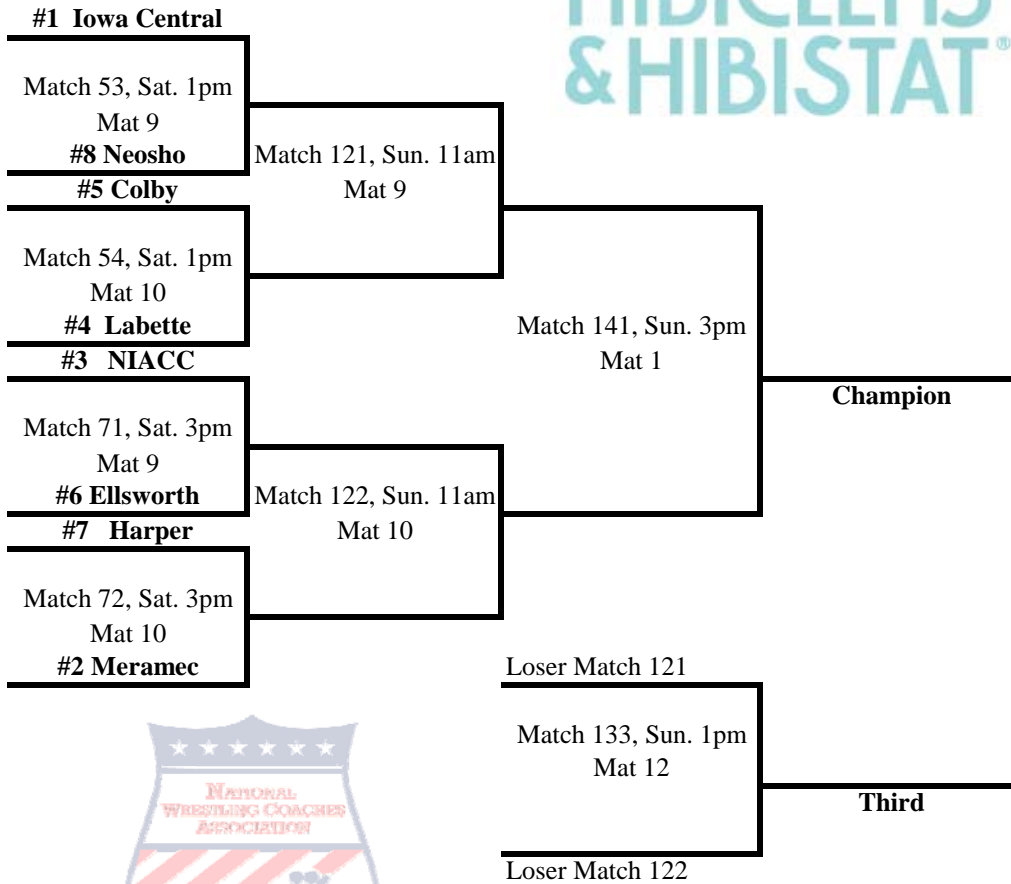 HIBICLENS
&HIBISTAT®
#1 Iowa Central
Match 53, Sat. 1pm
Mat 9
#8 Neosho
Match 121, Sun. 11am
Mat 9
#5 Colby
Match 54, Sat. 1pm
Mat 10
#4 Labette
Match 141, Sun. 3pm
Mat 1
#3 NIACC
Champion
Match 71, Sat. 3pm
Mat 9
#6 Ellsworth
Match 122, Sun. 11am
Mat 10
#7 Harper
Match 72, Sat. 3pm
Mat 10
#2 Meramec
Loser Match 121
Match 133, Sun. 1pm
Mat 12
Third
Loser Match 122
NATIONAL
WRESTLING COACHES
ASSOCIATION